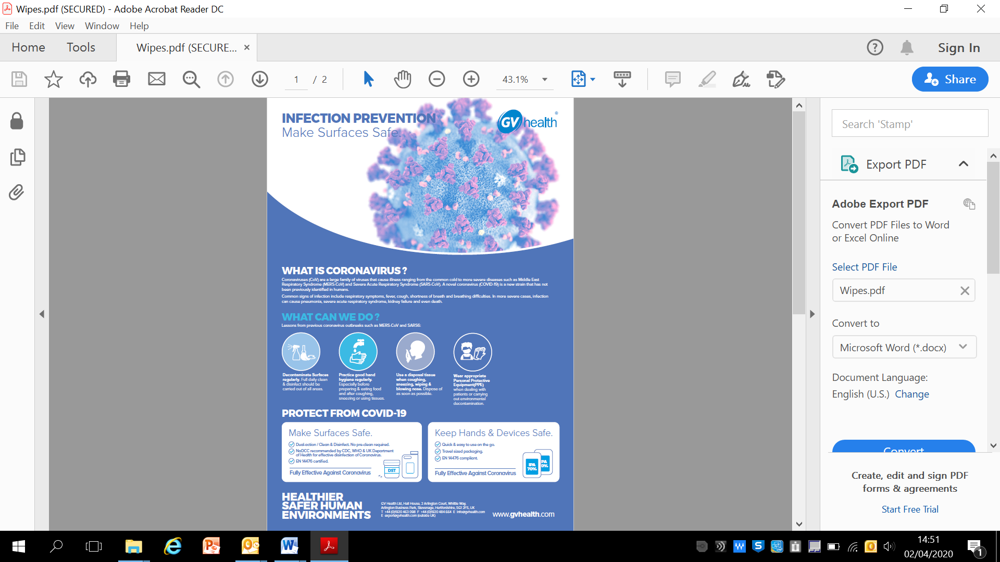 Wipes.pdf (SECURED) - Adobe Acrobat Reader DC
File Edit View Window Help
Home Tools Wipes.pdf (SECURE... × Sign In
1 / 2 43.1% Share
INFECTION PREVENTION
Make Surfaces Safe.
GV health ®
WHAT IS CORONAVIRUS ?
Coronaviruses (CoV) are a large family of viruses that cause illness ranging from the common cold to more severe diseases such as Middle East
Respiratory Syndrome (MERS-CoV) and Severe Acute Respiratory Syndrome (SARS-CoV). A novel coronavirus (COVID-19) is a new strain that has not
been previously identified in humans.
Common signs of infection include respiratory symptoms, fever, cough, shortness of breath and breathing difficulties. In more severe cases, infection
can cause pneumonia, severe acute respiratory syndrome, kidney failure and even death.
WHAT CAN WE DO ?
Lessons from previous coronavirus outbreaks such as MERS-CoV and SARS6:
Decontaminate Surfaces
regularly. Full daily clean
& disinfect should be
carried out of all areas.
Practice good hand
hygiene regularly.
Especially before
preparing & eating food
and after coughing,
sneezing or using tissues.
Use a disposal tissue
when coughing,
sneezing, wiping &
blowing nose. Dispose of
as soon as possible.
Wear appropriate
Personal Protective
Equipment(PPE)
when dealing with
patients or carrying
out environmental
decontamination.
PROTECT FROM COVID-19
Make Surfaces Safe.
Dual-action / Clean & Disinfect. No pre-clean required.
NaDCC recommended by CDC, WHO & UK Department
of Health for effective disinfection of Coronavirus.
EN 14476 certified.
Fully Effective Against Coronavirus
DST
Keep Hands & Devices Safe.
Quick & easy to use on the go.
Travel sized packaging.
EN 14476 compliant.
Fully Effective Against Coronavirus
IPA
70%
PA
0%
HEALTHIER
SAFER HUMAN
ENVIRONMENTS
GV Health Ltd, Hall House, 2 Arlington Court, Whittle Way,
Arlington Business Park, Stevenage, Hertfordshire, SG1 2FS, UK
T +44 (0)1920 463 098 F +44 (0)1920 484 664 E info@gvhealth.com
E export@gvhealth.com (outside UK)
www.gvhealth.com
Search 'Stamp'
Export PDF
Adobe Export PDF
Convert PDF Files to Word
or Excel Online
Select PDF File
Wipes.pdf
Convert to
Microsoft Word (*.docx)
Document Language:
English (U.S.) Change
Convert
Create, edit and sign PDF
forms & agreements
Start Free Trial
14:51
02/04/2020
1